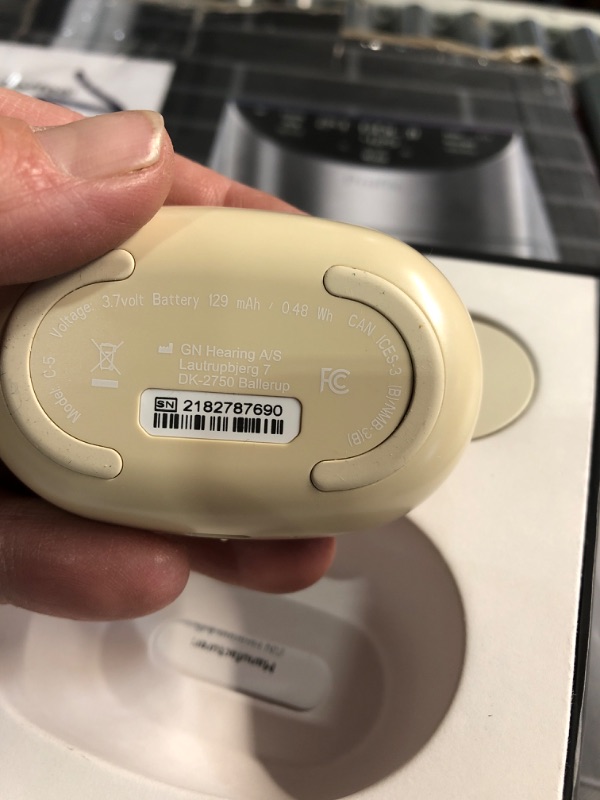 Model: C-5 Voltage: 3.7volt Battery 129 mAh / 0.48 Wh CAN ICES-3 (B)/NMB-3(B)
GN Hearing A/S
Lautrupbjerg 7
DK-2750 Ballerup
FC
SN 2182787690
Manufacturer